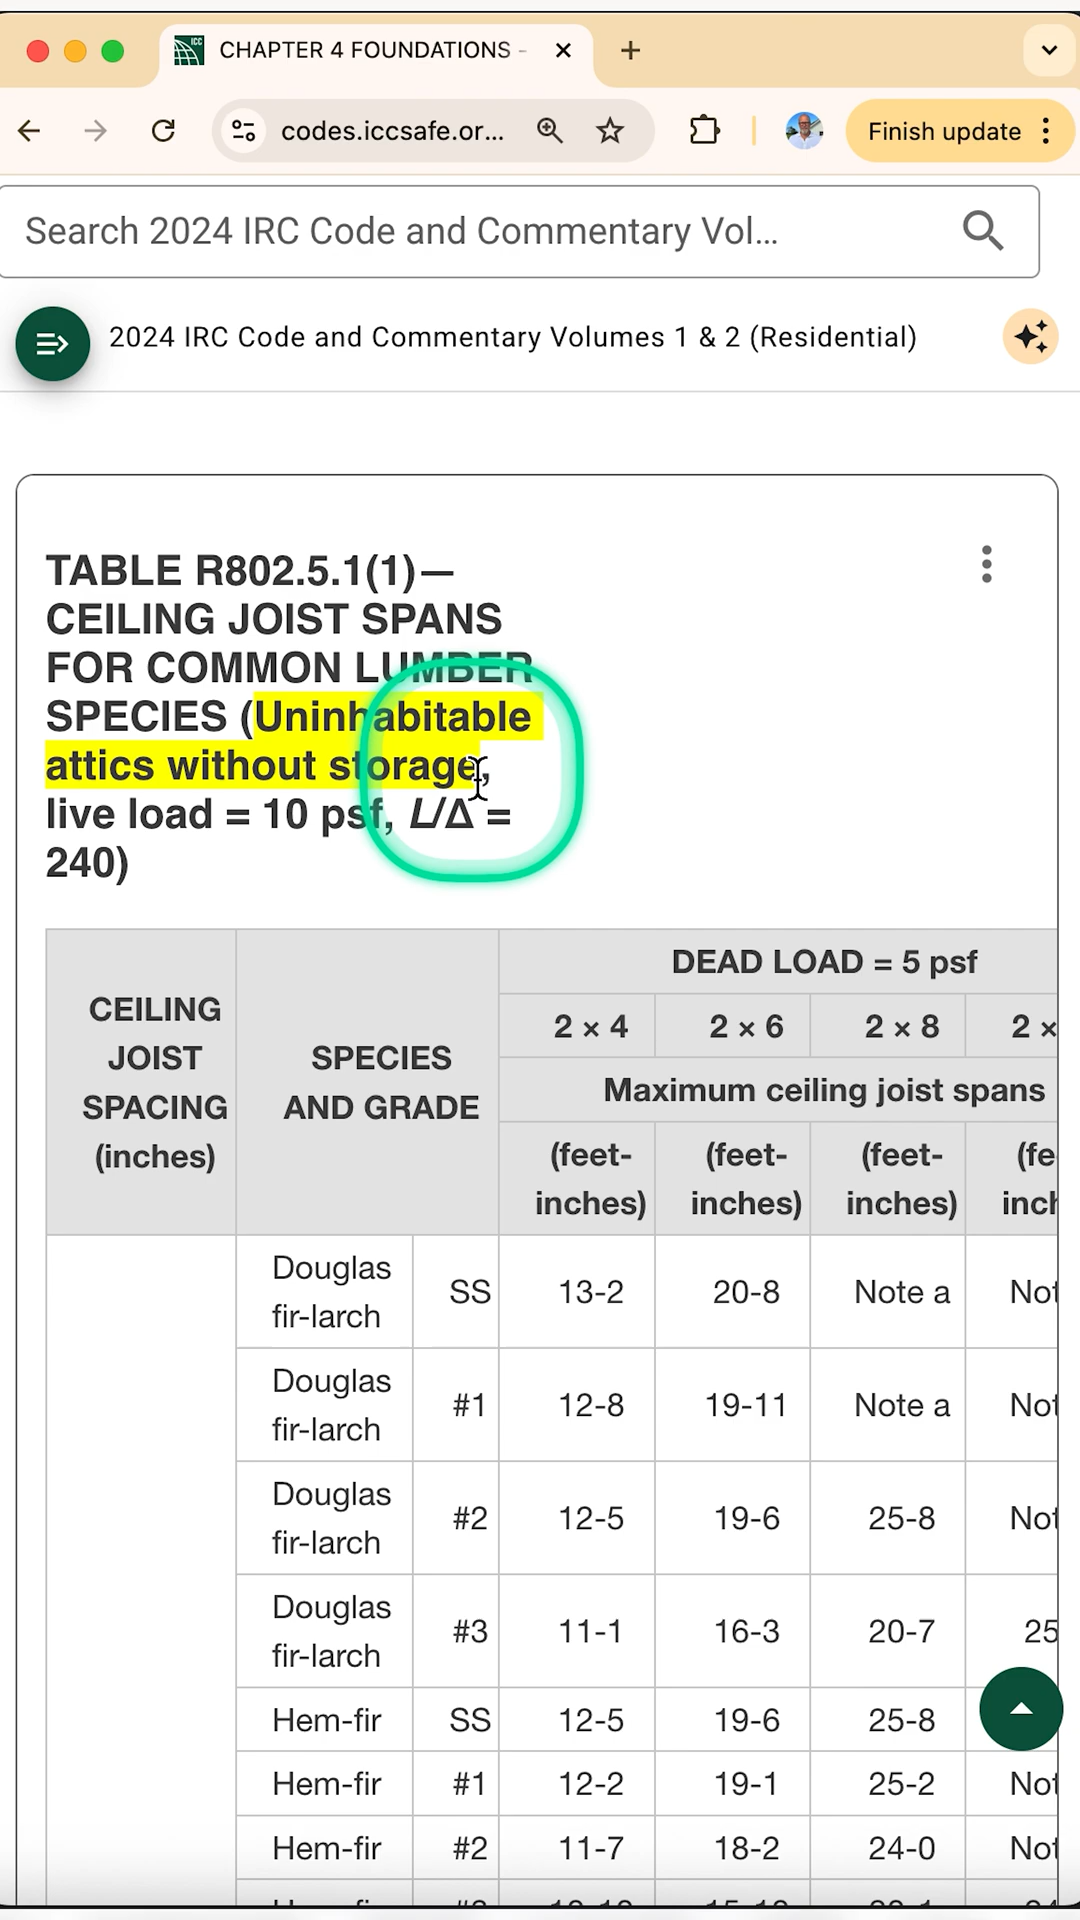 CHAPTER 4 FOUNDATIONS -
codes.iccsafe.or...
Finish update
Search 2024 IRC Code and Commentary Vol...
2024 IRC Code and Commentary Volumes 1 & 2 (Residential)
TABLE R802.5.1(1)—
CEILING JOIST SPANS
FOR COMMON LUMBER
SPECIES (Uninhabitable
attics without storage,
live load = 10 psf, L/Δ =
240)
DEAD LOAD = 5 psf
CEILING JOIST SPACING (inches)
SPECIES AND GRADE
2 × 4 2 × 6 2 × 8 2 ×
Maximum ceiling joist spans
(feet-inches) (feet-inches) (feet-inches)
Douglas fir-larch SS 13-2 20-8 Note a
Douglas fir-larch #1 12-8 19-11 Note a
Douglas fir-larch #2 12-5 19-6 25-8
Douglas fir-larch #3 11-1 16-3 20-7 25
Hem-fir SS 12-5 19-6 25-8
Hem-fir #1 12-2 19-1 25-2
Hem-fir #2 11-7 18-2 24-0